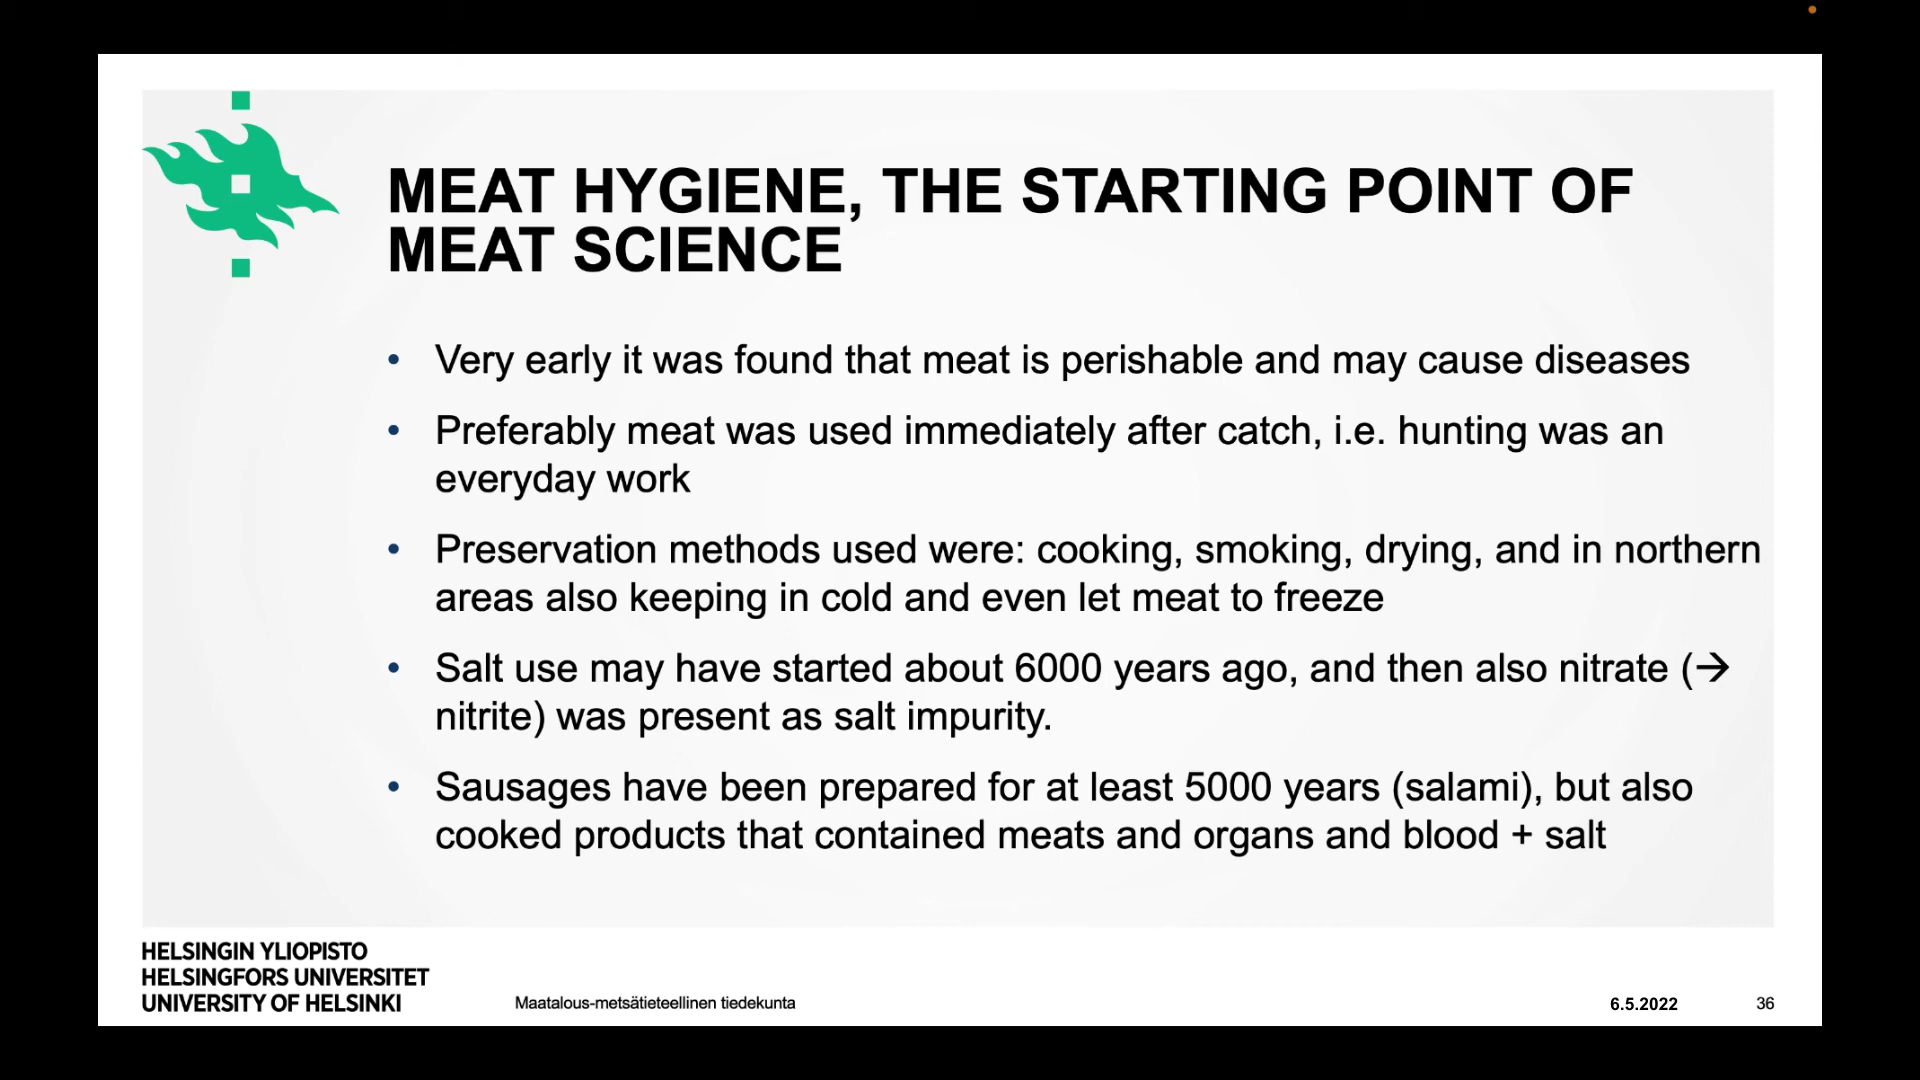 MEAT HYGIENE, THE STARTING POINT OF
MEAT SCIENCE
• Very early it was found that meat is perishable and may cause diseases
• Preferably meat was used immediately after catch, i.e. hunting was an
everyday work
• Preservation methods used were: cooking, smoking, drying, and in northern
areas also keeping in cold and even let meat to freeze
• Salt use may have started about 6000 years ago, and then also nitrate (→
nitrite) was present as salt impurity.
• Sausages have been prepared for at least 5000 years (salami), but also
cooked products that contained meats and organs and blood + salt
HELSINGIN YLIOPISTO
HELSINGFORS UNIVERSITET
UNIVERSITY OF HELSINKI
Maatalous-metsätieteellinen tiedekunta
6.5.2022
36